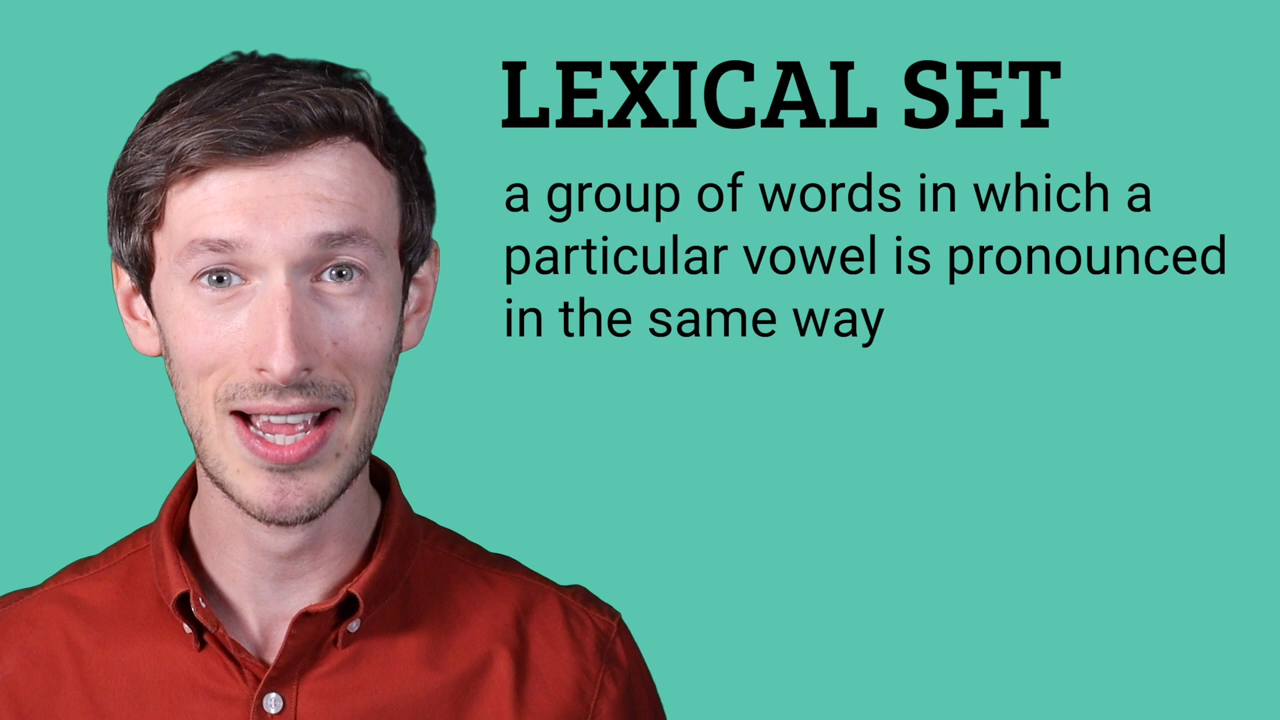 LEXICAL SET
a group of words in which a
particular vowel is pronounced
in the same way